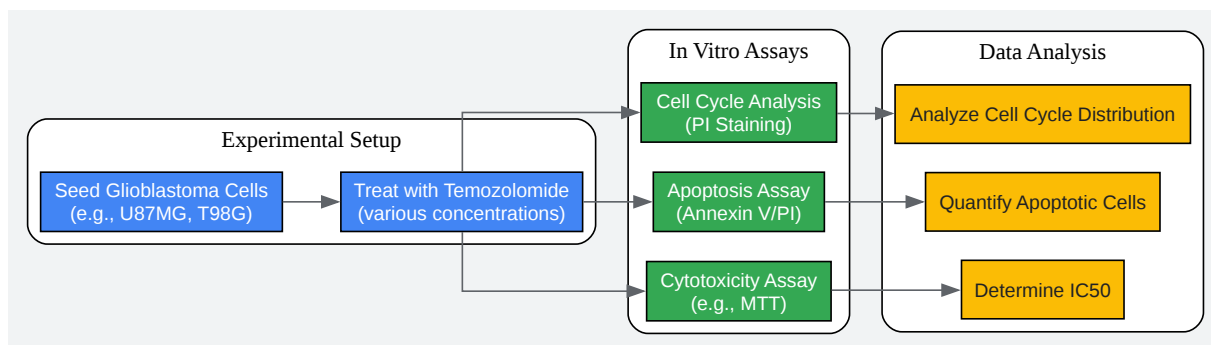 Experimental Setup
Seed Glioblastoma Cells
(e.g., U87MG, T98G)
Treat with Temozolomide
(various concentrations)
In Vitro Assays
Cell Cycle Analysis
(PI Staining)
Apoptosis Assay
(Annexin V/PI)
Cytotoxicity Assay
(e.g., MTT)
Data Analysis
Analyze Cell Cycle Distribution
Quantify Apoptotic Cells
Determine IC50